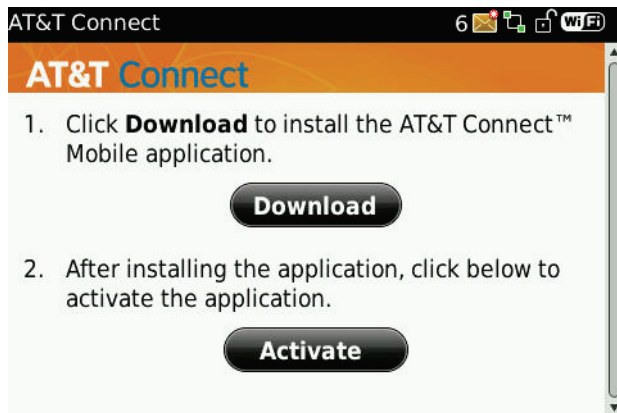 AT&T Connect
6
WiFi
AT&T Connect
1. Click Download to install the AT&T Connect™
Mobile application.
Download
2. After installing the application, click below to
activate the application.
Activate